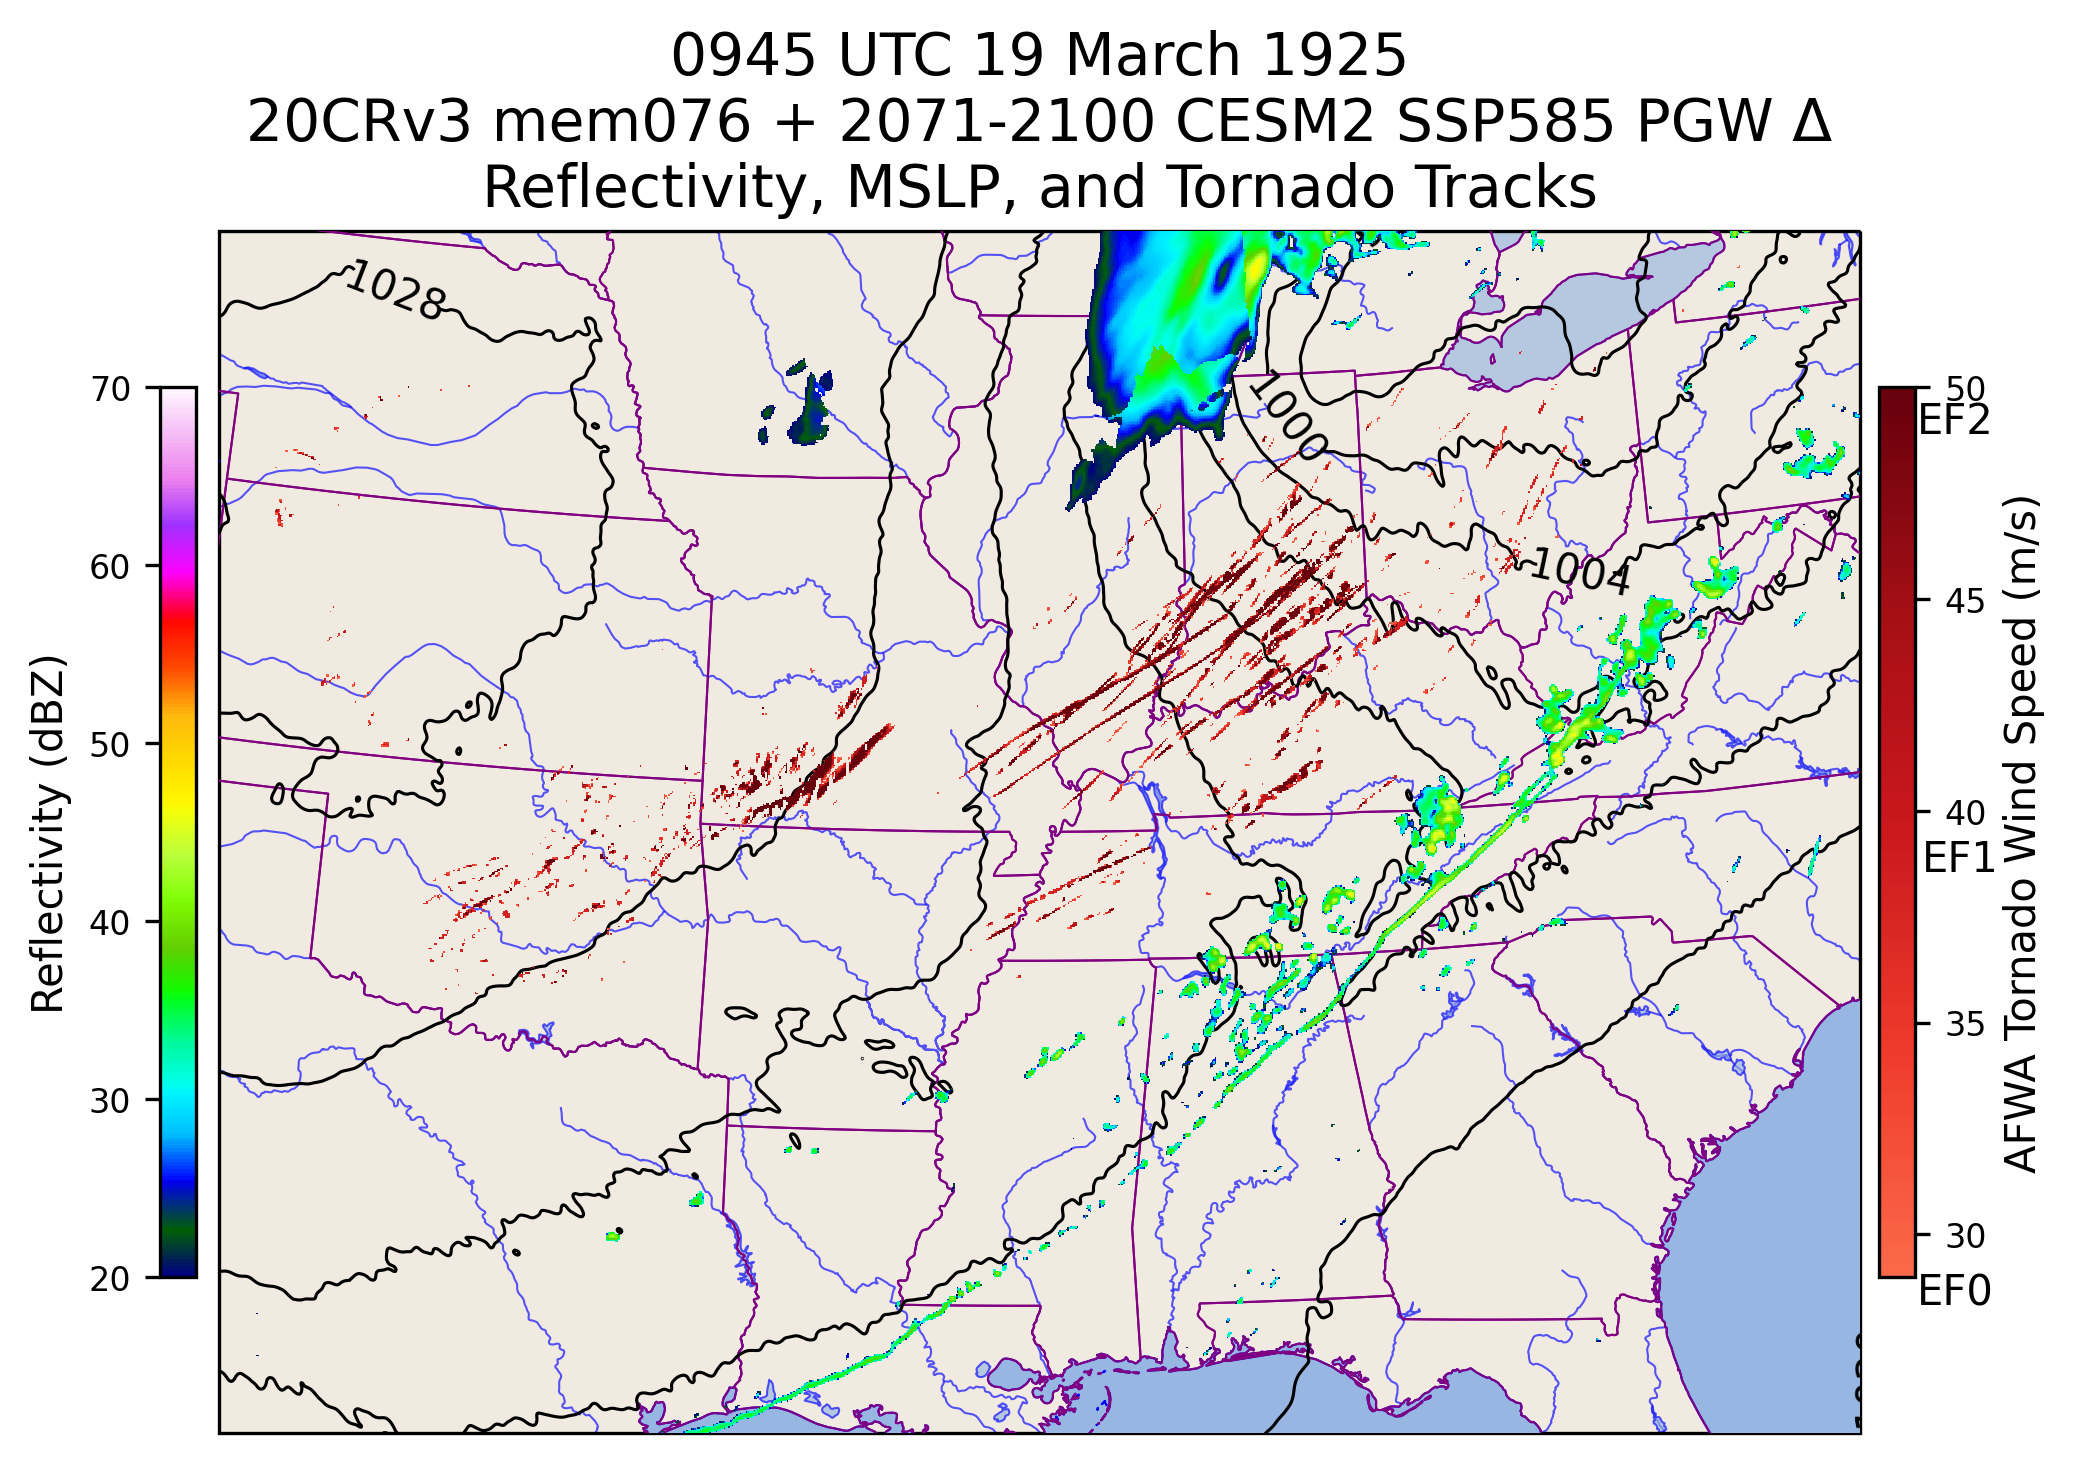 0945 UTC 19 March 1925
20CRv3 mem076 + 2071-2100 CESM2 SSP585 PGW Δ
Reflectivity, MSLP, and Tornado Tracks
1028
1000
1004
70
60
50
40
30
20
Reflectivity (dBZ)
50
EF2
45
40
EF1
35
30
EF0
AFWA Tornado Wind Speed (m/s)